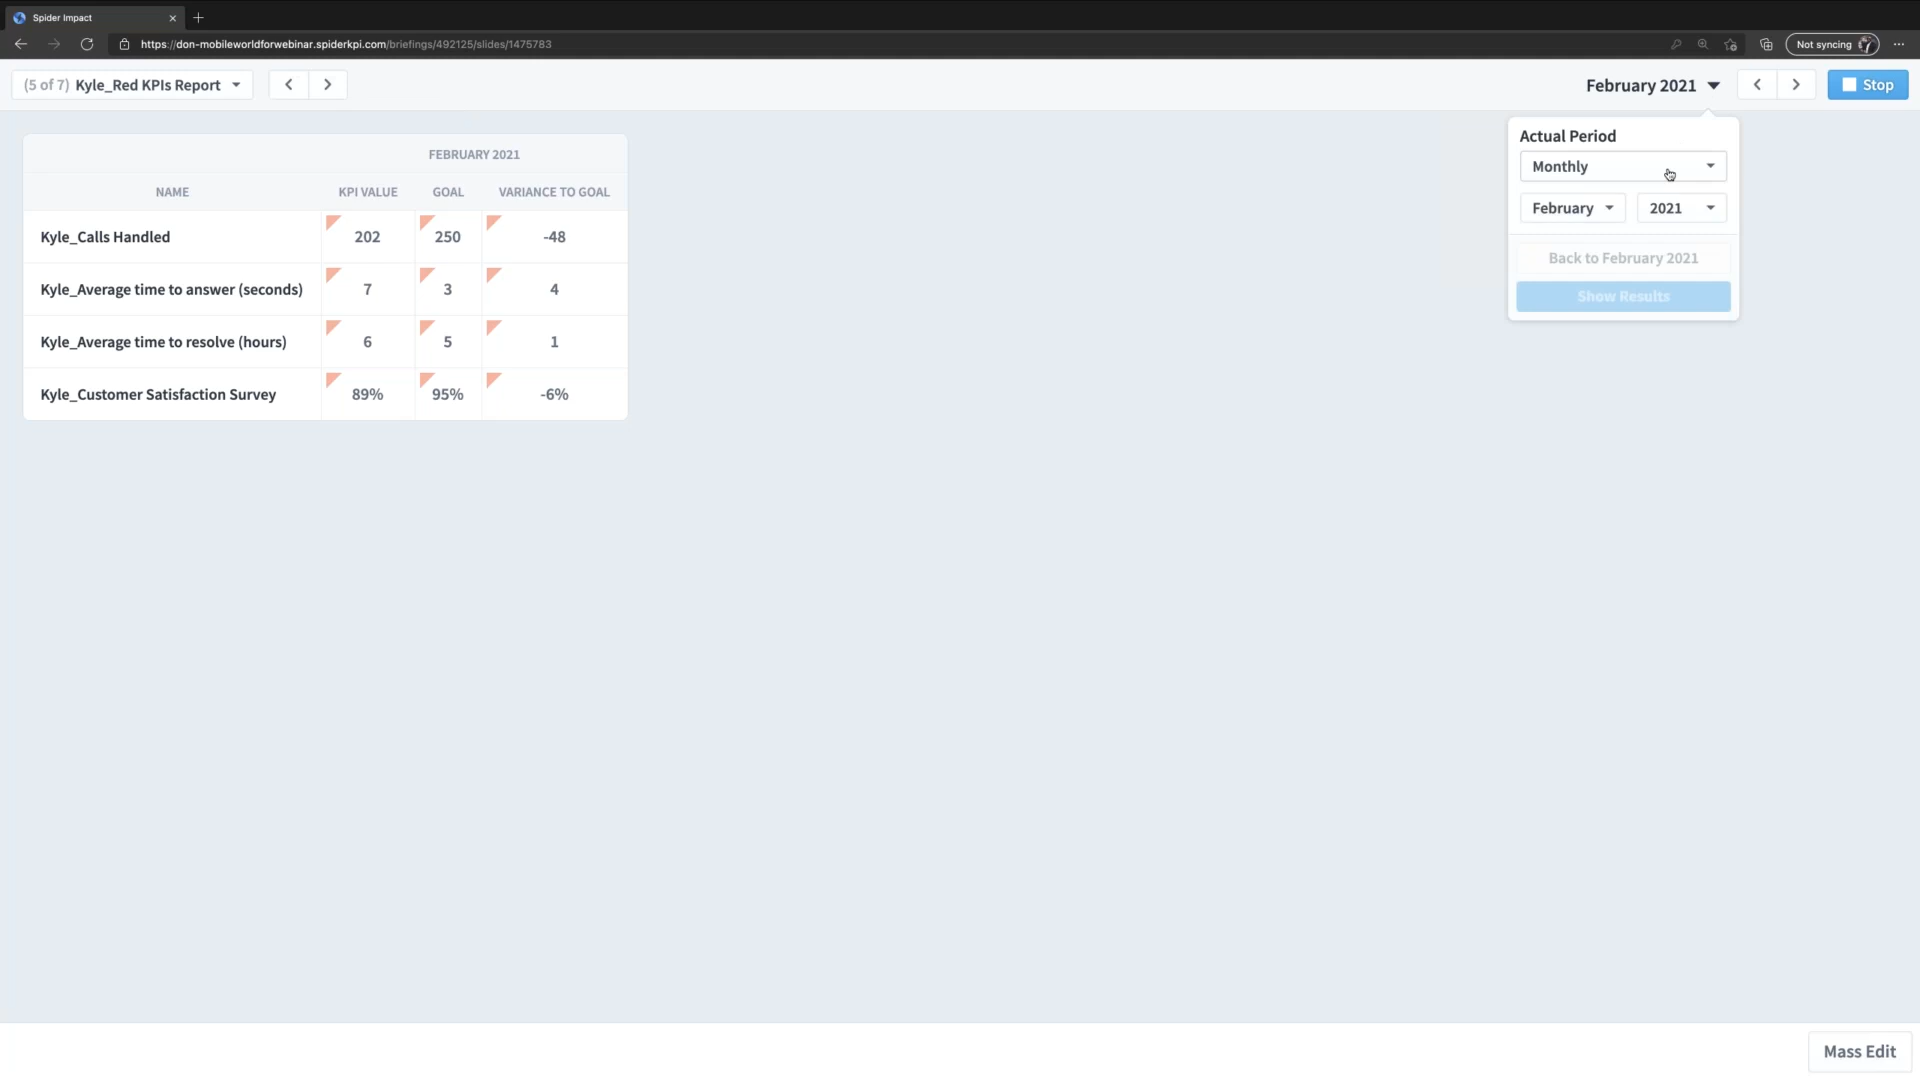 Spider Impact
https://don-mobileworldforwebinar.spiderkpi.com/briefings/492125/slides/1475783
Not syncing
(5 of 7) Kyle_Red KPIs Report
February 2021
Stop
Actual Period
Monthly
February 2021
Back to February 2021
Show Results
FEBRUARY 2021
NAME KPI VALUE GOAL VARIANCE TO GOAL
Kyle_Calls Handled 202 250 -48
Kyle_Average time to answer (seconds) 7 3 4
Kyle_Average time to resolve (hours) 6 5 1
Kyle_Customer Satisfaction Survey 89% 95% -6%
Mass Edit